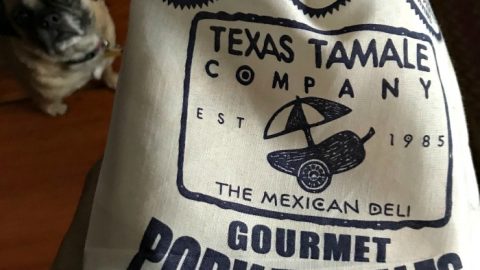 TEXAS TAMALE
COMPANY
EST 1985
THE MEXICAN DELI
GOURMET